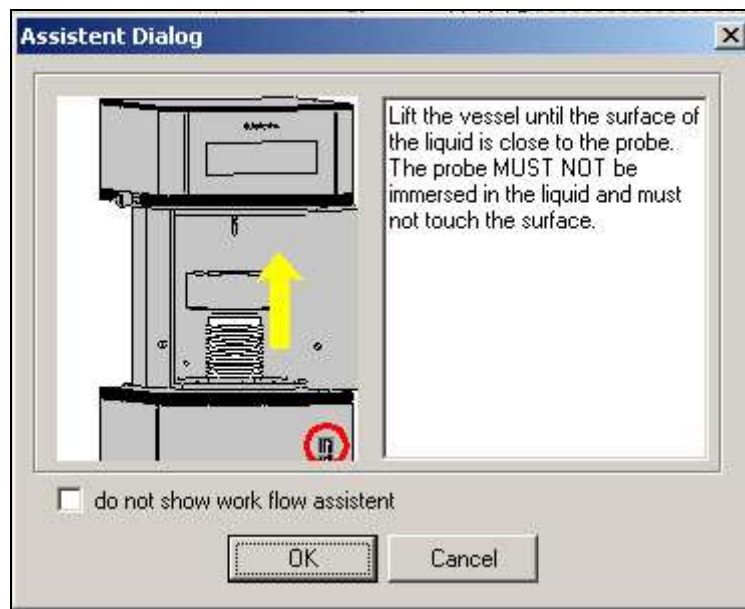 Assistent Dialog
Lift the vessel until the surface of
the liquid is close to the probe.
The probe MUST NOT be
immersed in the liquid and must
not touch the surface.
do not show work flow assistent
OK
Cancel